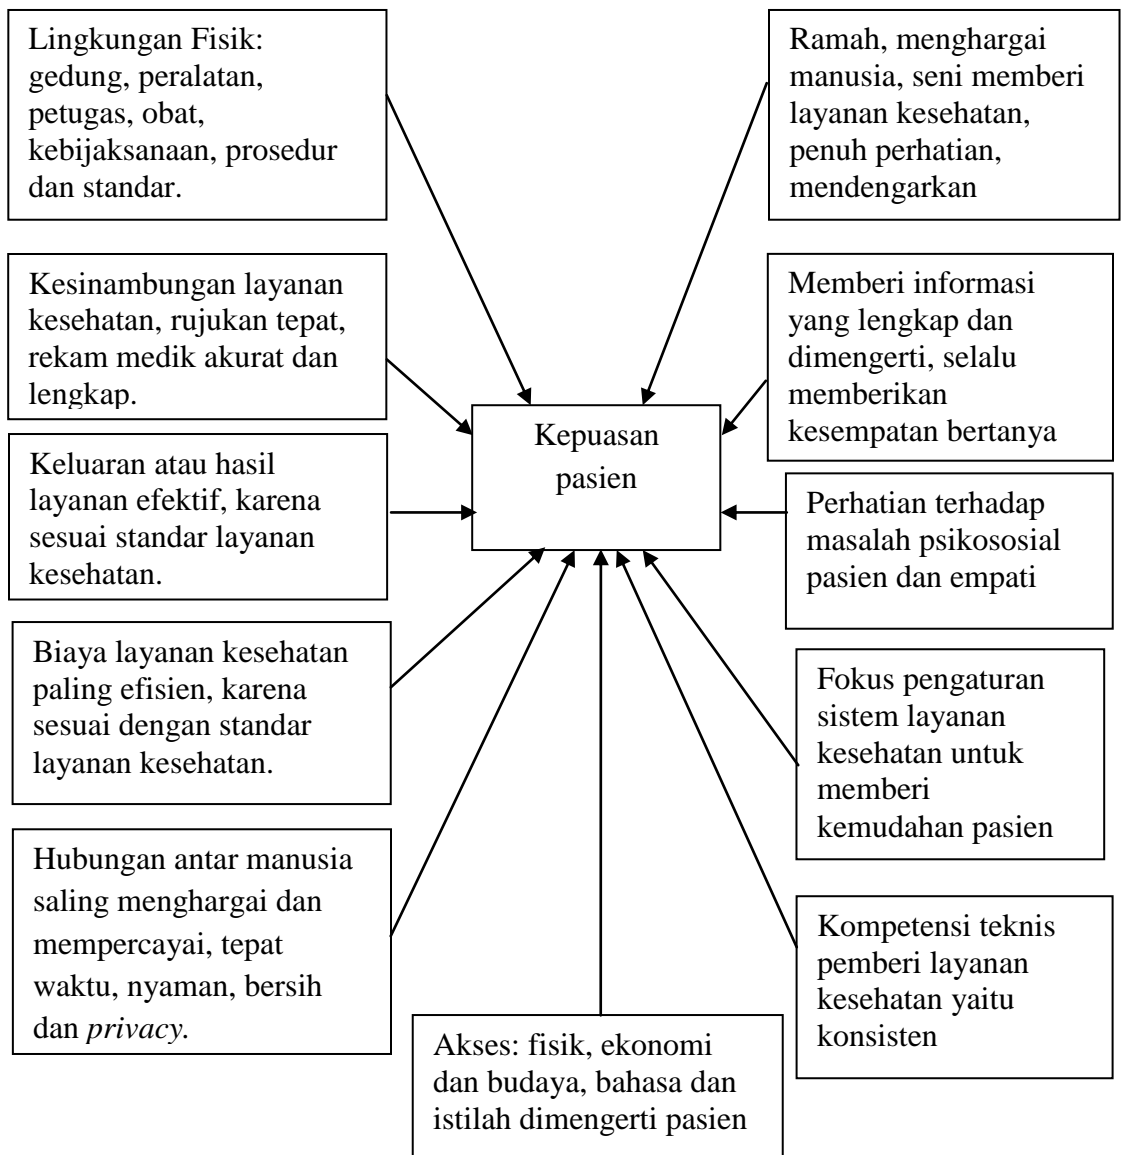 Lingkungan Fisik:
gedung, peralatan,
petugas, obat,
kebijaksanaan, prosedur
dan standar.
Kesinambungan layanan
kesehatan, rujukan tepat,
rekam medik akurat dan
lengkap.
Keluaran atau hasil
layanan efektif, karena
sesuai standar layanan
kesehatan.
Biaya layanan kesehatan
paling efisien, karena
sesuai dengan standar
layanan kesehatan.
Hubungan antar manusia
saling menghargai dan
mempercayai, tepat
waktu, nyaman, bersih
dan privacy.
Kepuasan
pasien
Akses: fisik, ekonomi
dan budaya, bahasa dan
istilah dimengerti pasien
Ramah, menghargai
manusia, seni memberi
layanan kesehatan,
penuh perhatian,
mendengarkan
Memberi informasi
yang lengkap dan
dimengerti, selalu
memberikan
kesempatan bertanya
Perhatian terhadap
masalah psikososial
pasien dan empati
Fokus pengaturan
sistem layanan
kesehatan untuk
memberi
kemudahan pasien
Kompetensi teknis
pemberi layanan
kesehatan yaitu
konsisten